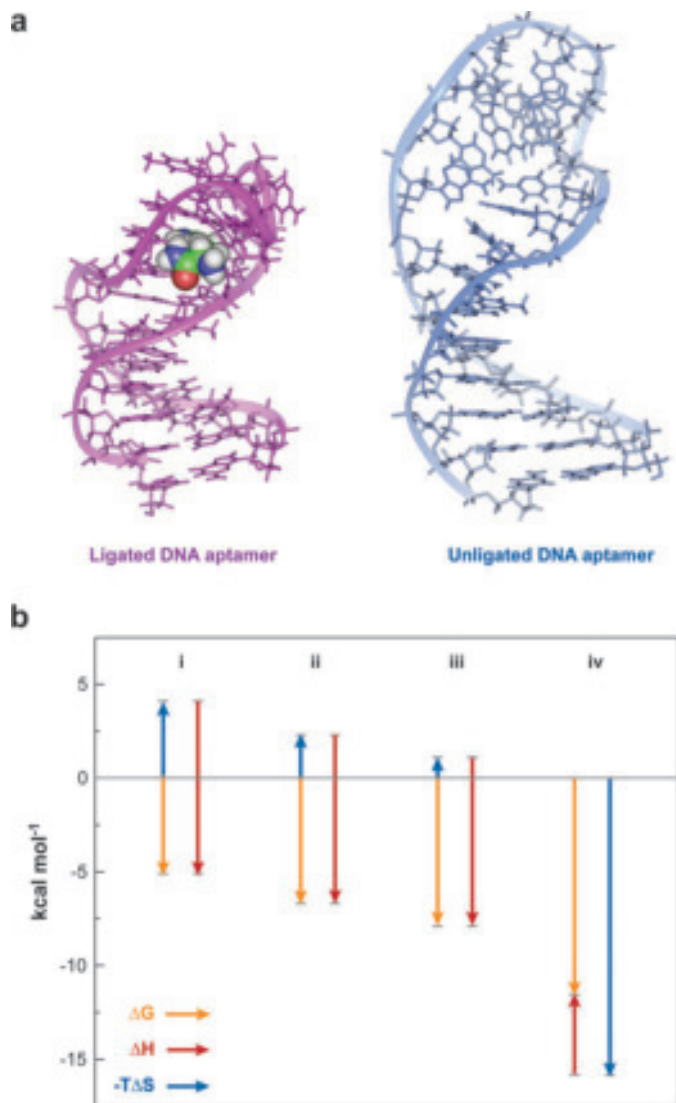 a
Ligated DNA aptamer
Unligated DNA aptamer
b
i ii iii iv
5
0
-5
-10
-15
kcal mol⁻¹
ΔG
ΔH
-TΔS